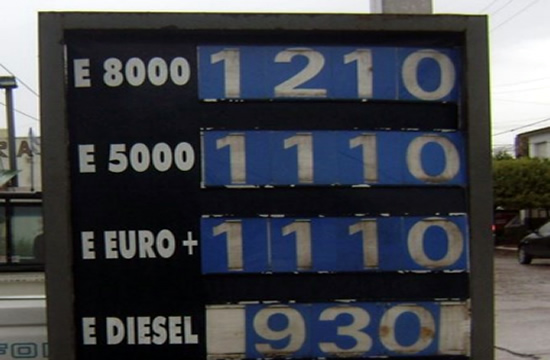 E 8000 1210
E 5000 1110
E EURO + 1110
E DIESEL 930